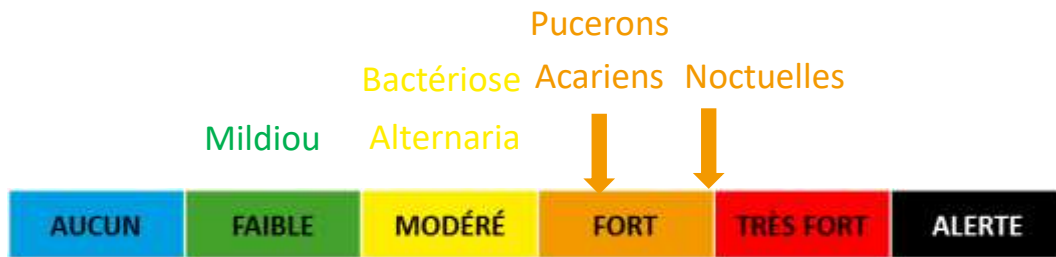 Pucerons
Bactériose Acariens Noctuelles
Mildiou Alternaria
AUCUN FAIBLE MODÉRÉ FORT TRÈS FORT ALERTE